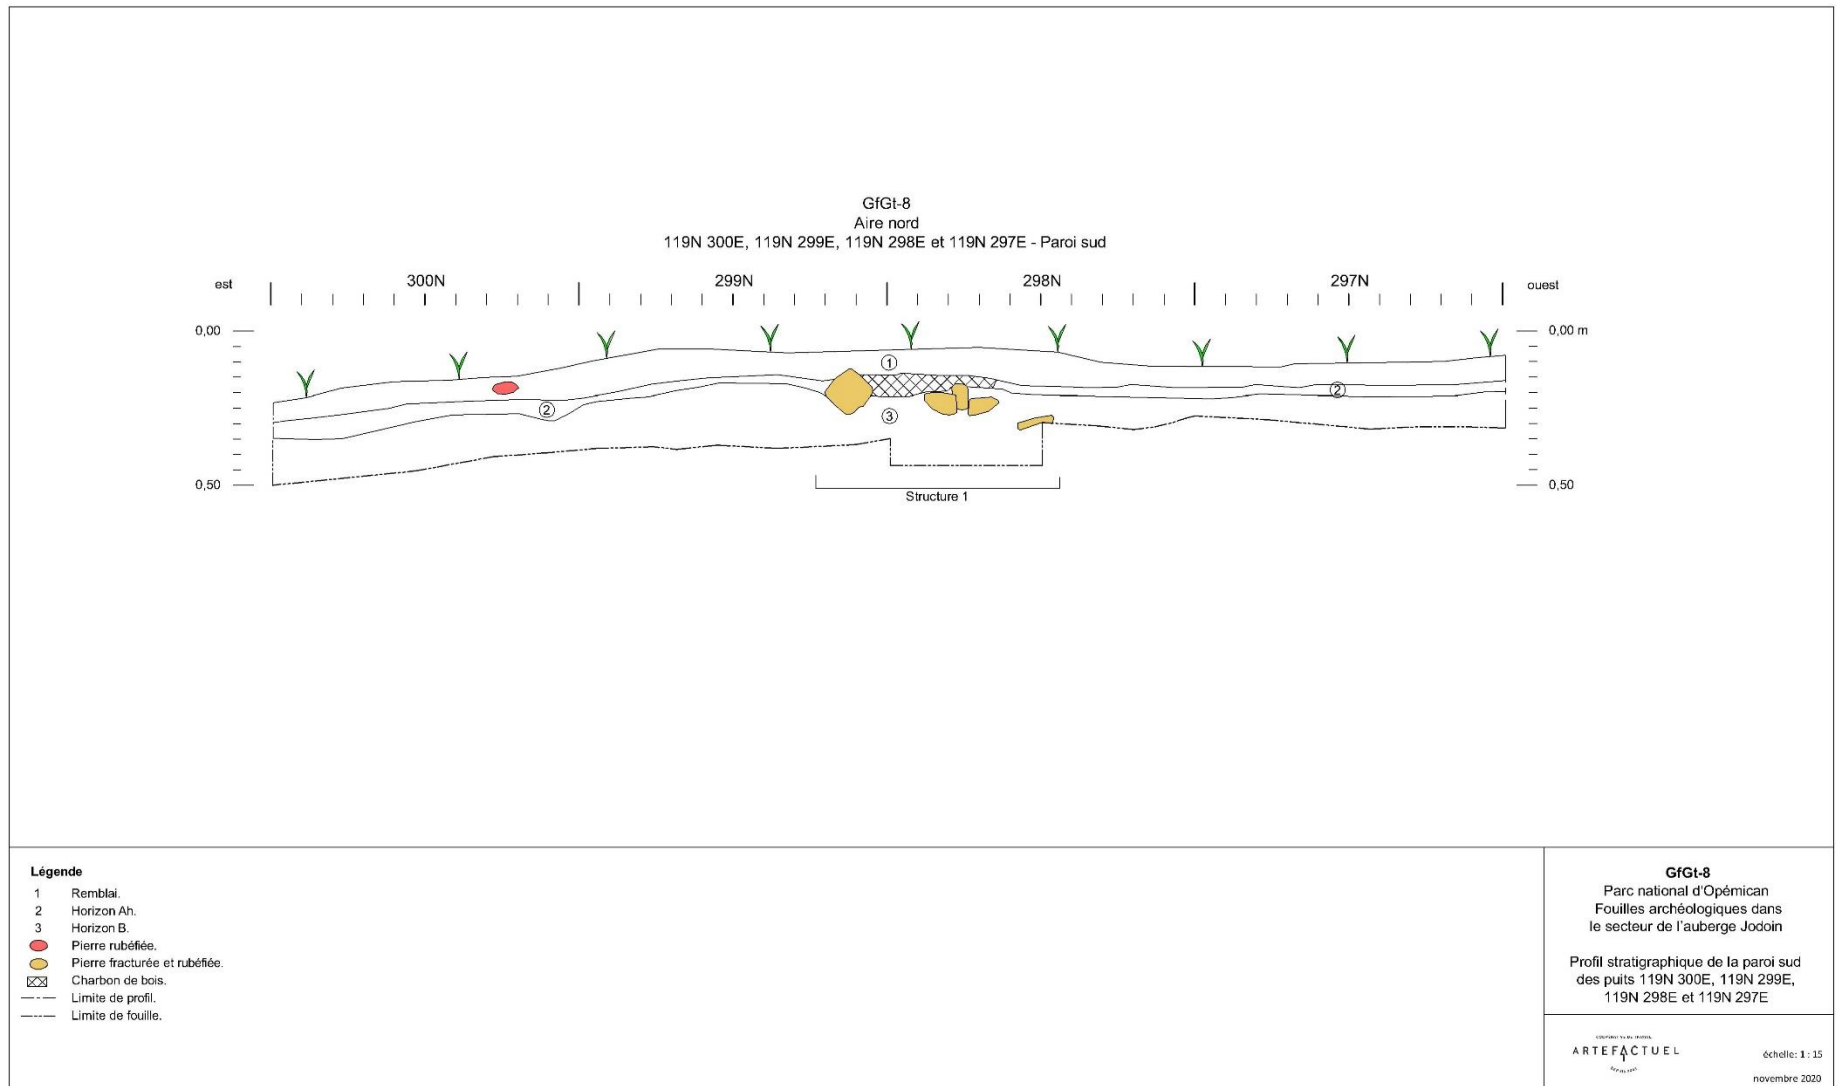 GfGt-8
Aire nord
119N 300E, 119N 299E, 119N 298E et 119N 297E - Paroi sud
est 300N 299N 298N 297N ouest
0,00 0,00 m
1
2
2
3
0,50 0,50
Structure 1
Légende
1 Remblai.
2 Horizon Ah.
3 Horizon B.
Pierre rubéfiée.
Pierre fracturée et rubéfiée.
Charbon de bois.
Limite de profil.
Limite de fouille.
GfGt-8
Parc national d'Opémican
Fouilles archéologiques dans
le secteur de l'auberge Jodoin
Profil stratigraphique de la paroi sud
des puits 119N 300E, 119N 299E,
119N 298E et 119N 297E
ARTEFACTUEL
échelle: 1 : 15
novembre 2020